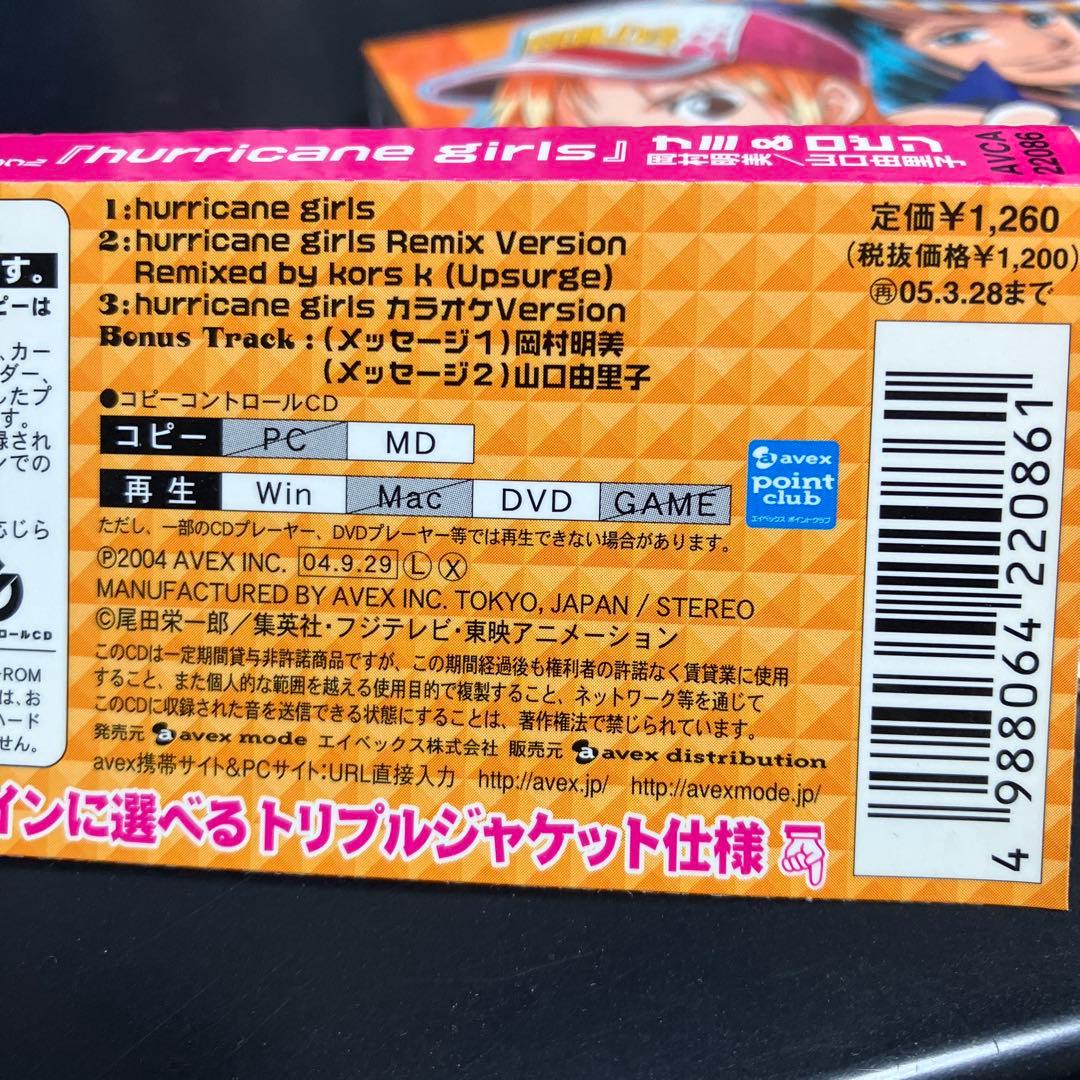 『hurricane girls』 ナミ & ロビン
岡村明美／山口由里子
AVCA
22086
1:hurricane girls
2:hurricane girls Remix Version
Remixed by kors k (Upsurge)
3:hurricane girls カラオケVersion
Bonus Track : (メッセージ1)岡村明美
(メッセージ2)山口由里子
定価¥1,260
(税抜価格¥1,200)
再05.3.28まで
●コピーコントロールCD
コピー PC MD
再生 Win Mac DVD GAME
ただし、一部のCDプレーヤー、DVDプレーヤー等では再生できない場合があります。
℗2004 AVEX INC. 04.9.29 Ⓛ Ⓧ
MANUFACTURED BY AVEX INC. TOKYO, JAPAN / STEREO
©尾田栄一郎／集英社・フジテレビ・東映アニメーション
このCDは一定期間貸与非許諾商品ですが、この期間経過後も権利者の許諾なく賃貸業に使用
すること、また個人的な範囲を越える使用目的で複製すること、ネットワーク等を通じて
このCDに収録された音を送信できる状態にすることは、著作権法で禁じられています。
発売元 avex mode エイベックス株式会社 販売元 avex distribution
avex携帯サイト&PCサイト:URL直接入力 http://avex.jp/ http://avexmode.jp/
インに選べるトリプルジャケット仕様
avex
point
club
エイベックス ポイントクラブ
4 988064 220861
す。
ピーは
、カー
ダー、
したプ
す。
録され
ンでの
応じら
ロールCD
-ROM
は、お
ハード
せん。